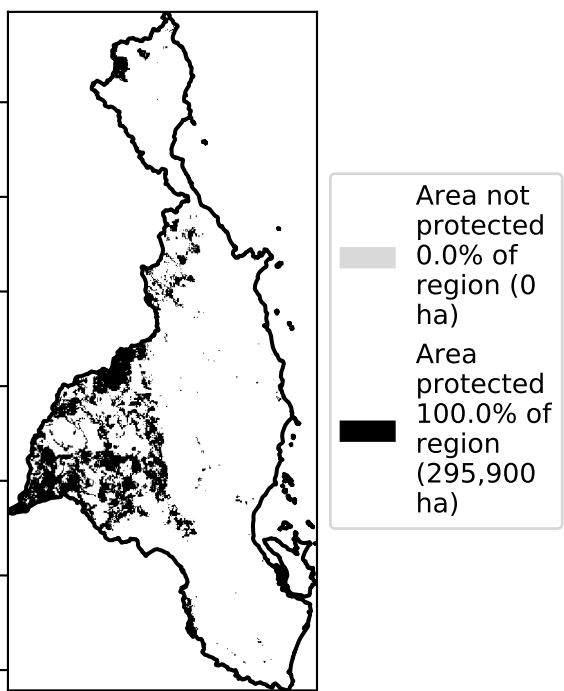 Area not
protected
0.0% of
region (0
ha)
Area
protected
100.0% of
region
(295,900
ha)